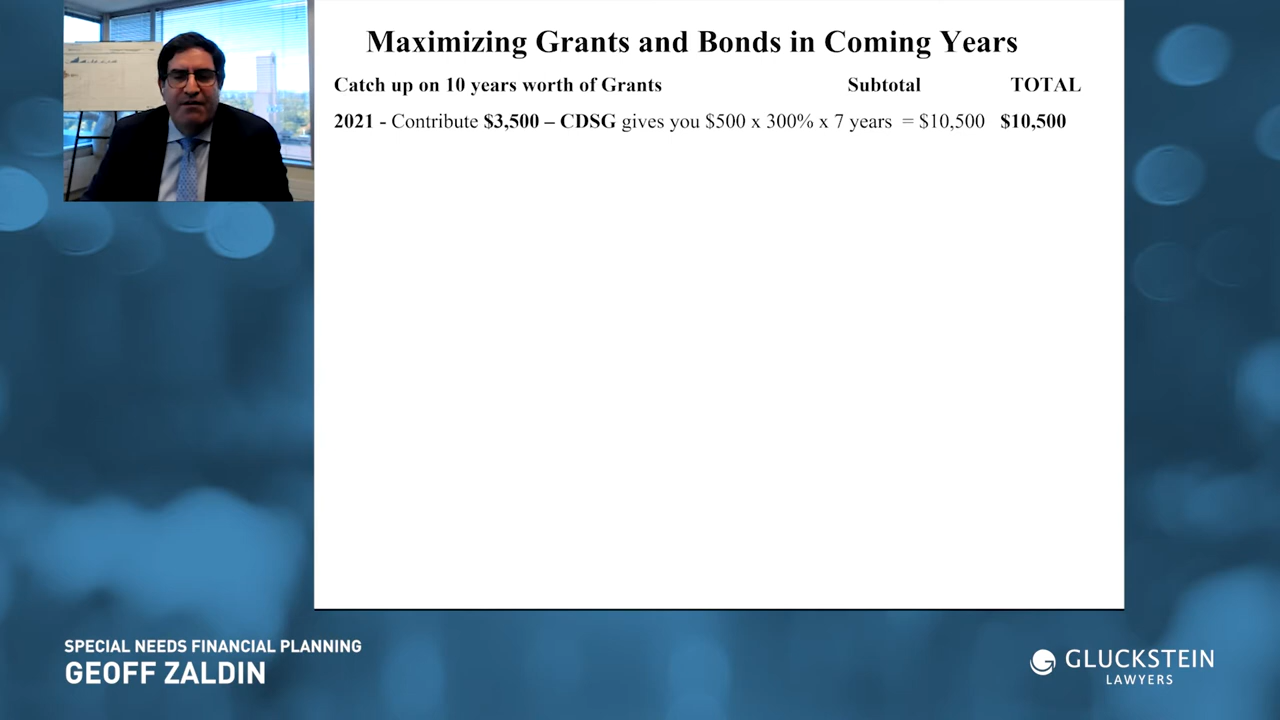 Maximizing Grants and Bonds in Coming Years
Catch up on 10 years worth of Grants Subtotal TOTAL
2021 - Contribute $3,500 – CDSG gives you $500 x 300% x 7 years = $10,500 $10,500
SPECIAL NEEDS FINANCIAL PLANNING
GEOFF ZALDIN
GLUCKSTEIN
LAWYERS